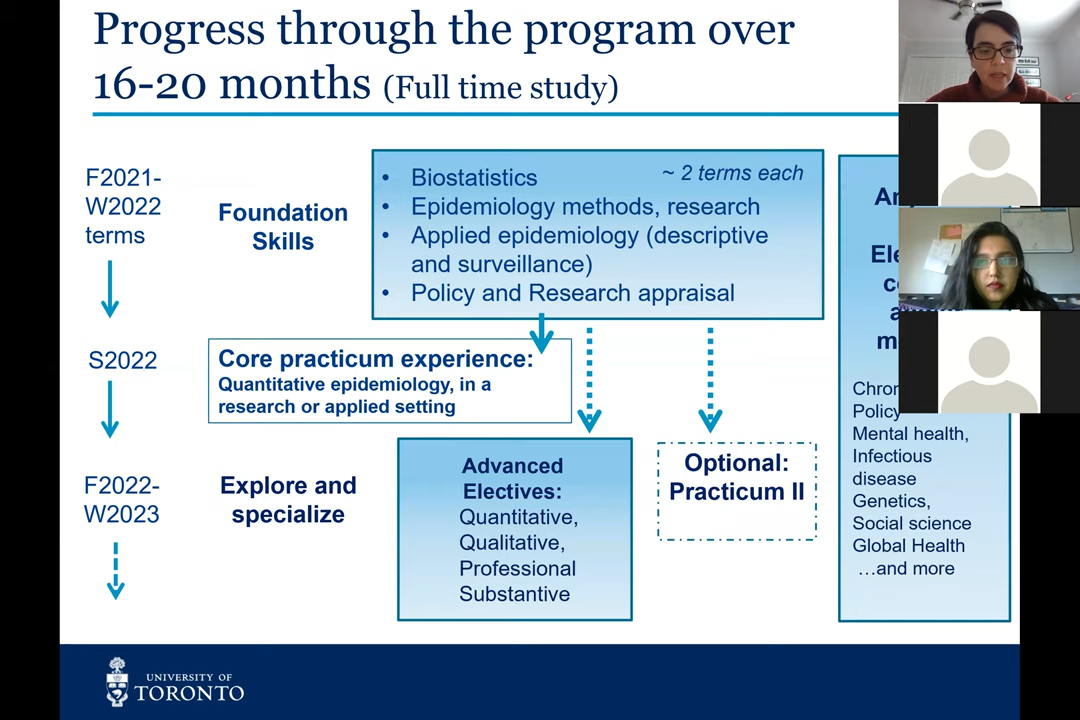 Progress through the program over
16-20 months (Full time study)
F2021-
W2022
terms
Foundation
Skills
• Biostatistics
~ 2 terms each
• Epidemiology methods, research
• Applied epidemiology (descriptive
and surveillance)
• Policy and Research appraisal
S2022
Core practicum experience:
Quantitative epidemiology, in a
research or applied setting
F2022-
W2023
Explore and
specialize
Advanced
Electives:
Quantitative,
Qualitative,
Professional
Substantive
Optional:
Practicum II
Policy
Mental health,
Infectious
disease
Genetics,
Social science
Global Health
…and more
UNIVERSITY OF
TORONTO